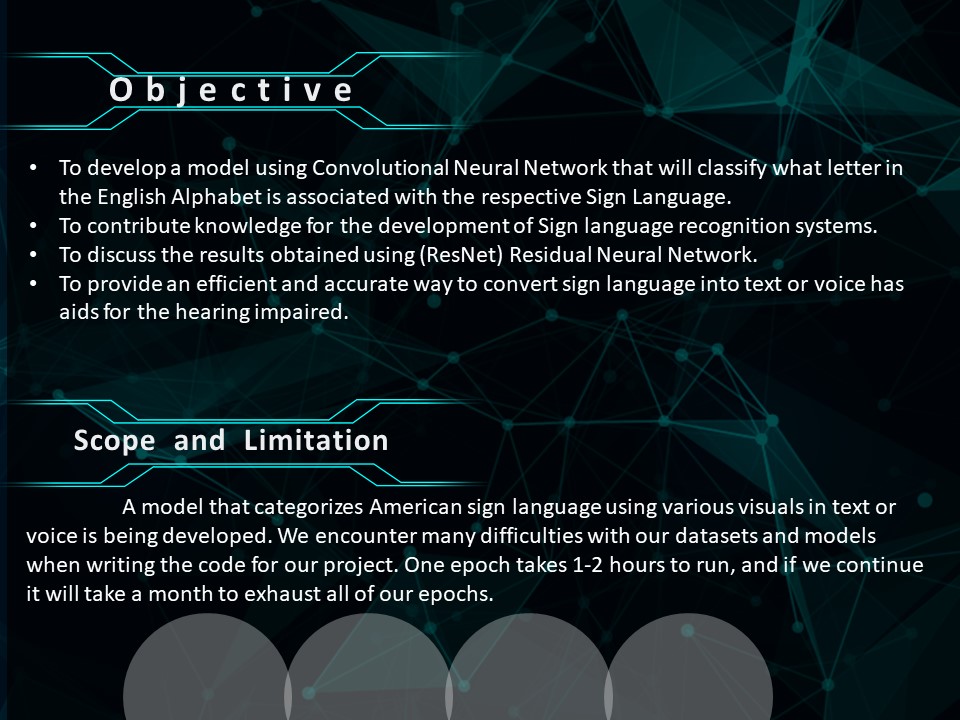 Objective
• To develop a model using Convolutional Neural Network that will classify what letter in
the English Alphabet is associated with the respective Sign Language.
• To contribute knowledge for the development of Sign language recognition systems.
• To discuss the results obtained using (ResNet) Residual Neural Network.
• To provide an efficient and accurate way to convert sign language into text or voice has
aids for the hearing impaired.
Scope and Limitation
A model that categorizes American sign language using various visuals in text or
voice is being developed. We encounter many difficulties with our datasets and models
when writing the code for our project. One epoch takes 1-2 hours to run, and if we continue
it will take a month to exhaust all of our epochs.